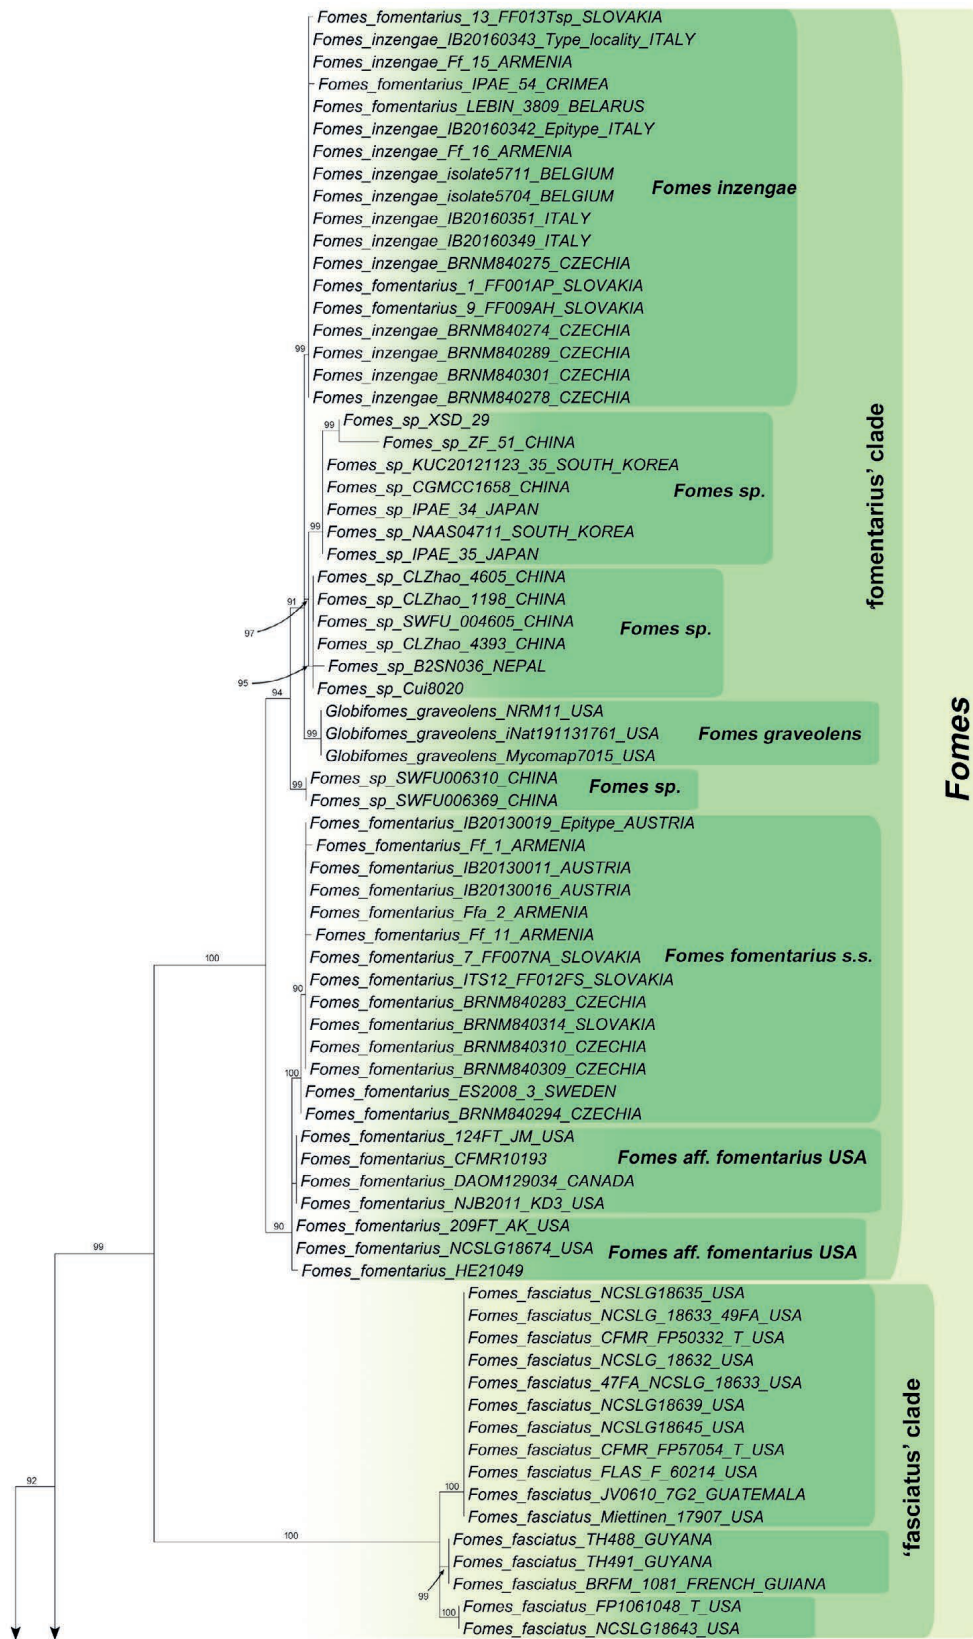 Fomes_fomentarius_13_FF013Tsp_SLOVAKIA
Fomes_inzengae_IB20160343_Type_locality_ITALY
Fomes_inzengae_Ff_15_ARMENIA
Fomes_fomentarius_IPAE_54_CRIMEA
Fomes_fomentarius_LEBIN_3809_BELARUS
Fomes_inzengae_IB20160342_Epitype_ITALY
Fomes_inzengae_Ff_16_ARMENIA
Fomes_inzengae_isolate5711_BELGIUM
Fomes inzengae
Fomes_inzengae_isolate5704_BELGIUM
Fomes_inzengae_IB20160351_ITALY
Fomes_inzengae_IB20160349_ITALY
Fomes_inzengae_BRNM840275_CZECHIA
Fomes_fomentarius_1_FF001AP_SLOVAKIA
Fomes_fomentarius_9_FF009AH_SLOVAKIA
Fomes_inzengae_BRNM840274_CZECHIA
99
Fomes_inzengae_BRNM840289_CZECHIA
Fomes_inzengae_BRNM840301_CZECHIA
Fomes_inzengae_BRNM840278_CZECHIA
99
Fomes_sp_XSD_29
Fomes_sp_ZF_51_CHINA
Fomes_sp_KUC20121123_35_SOUTH_KOREA
Fomes_sp_CGMCC1658_CHINA
Fomes sp.
Fomes_sp_IPAE_34_JAPAN
99
Fomes_sp_NAAS04711_SOUTH_KOREA
Fomes_sp_IPAE_35_JAPAN
'fomentarius' clade
Fomes_sp_CLZhao_4605_CHINA
91
Fomes_sp_CLZhao_1198_CHINA
97
Fomes_sp_SWFU_004605_CHINA
Fomes sp.
Fomes_sp_CLZhao_4393_CHINA
95
Fomes_sp_B2SN036_NEPAL
94
Fomes_sp_Cui8020
Globifomes_graveolens_NRM11_USA
99
Globifomes_graveolens_iNat191131761_USA
Fomes graveolens
Globifomes_graveolens_Mycomap7015_USA
Fomes
99
Fomes_sp_SWFU006310_CHINA
Fomes sp.
Fomes_sp_SWFU006369_CHINA
Fomes_fomentarius_IB20130019_Epitype_AUSTRIA
Fomes_fomentarius_Ff_1_ARMENIA
Fomes_fomentarius_IB20130011_AUSTRIA
Fomes_fomentarius_IB20130016_AUSTRIA
Fomes_fomentarius_Ffa_2_ARMENIA
Fomes_fomentarius_Ff_11_ARMENIA
100
Fomes_fomentarius_7_FF007NA_SLOVAKIA
Fomes fomentarius s.s.
Fomes_fomentarius_ITS12_FF012FS_SLOVAKIA
90
Fomes_fomentarius_BRNM840283_CZECHIA
Fomes_fomentarius_BRNM840314_SLOVAKIA
Fomes_fomentarius_BRNM840310_CZECHIA
100
Fomes_fomentarius_BRNM840309_CZECHIA
Fomes_fomentarius_ES2008_3_SWEDEN
Fomes_fomentarius_BRNM840294_CZECHIA
Fomes_fomentarius_124FT_JM_USA
Fomes_fomentarius_CFMR10193
Fomes aff. fomentarius USA
Fomes_fomentarius_DAOM129034_CANADA
Fomes_fomentarius_NJB2011_KD3_USA
90
Fomes_fomentarius_209FT_AK_USA
99
Fomes_fomentarius_NCSLG18674_USA
Fomes aff. fomentarius USA
Fomes_fomentarius_HE21049
Fomes_fasciatus_NCSLG18635_USA
Fomes_fasciatus_NCSLG_18633_49FA_USA
Fomes_fasciatus_CFMR_FP50332_T_USA
Fomes_fasciatus_NCSLG_18632_USA
Fomes_fasciatus_47FA_NCSLG_18633_USA
Fomes_fasciatus_NCSLG18639_USA
Fomes_fasciatus_NCSLG18645_USA
Fomes_fasciatus_CFMR_FP57054_T_USA
'fasciatus' clade
Fomes_fasciatus_FLAS_F_60214_USA
92
100
Fomes_fasciatus_JV0610_7G2_GUATEMALA
Fomes_fasciatus_Miettinen_17907_USA
100
Fomes_fasciatus_TH488_GUYANA
Fomes_fasciatus_TH491_GUYANA
99
Fomes_fasciatus_BRFM_1081_FRENCH_GUIANA
Fomes_fasciatus_FP1061048_T_USA
100
Fomes_fasciatus_NCSLG18643_USA